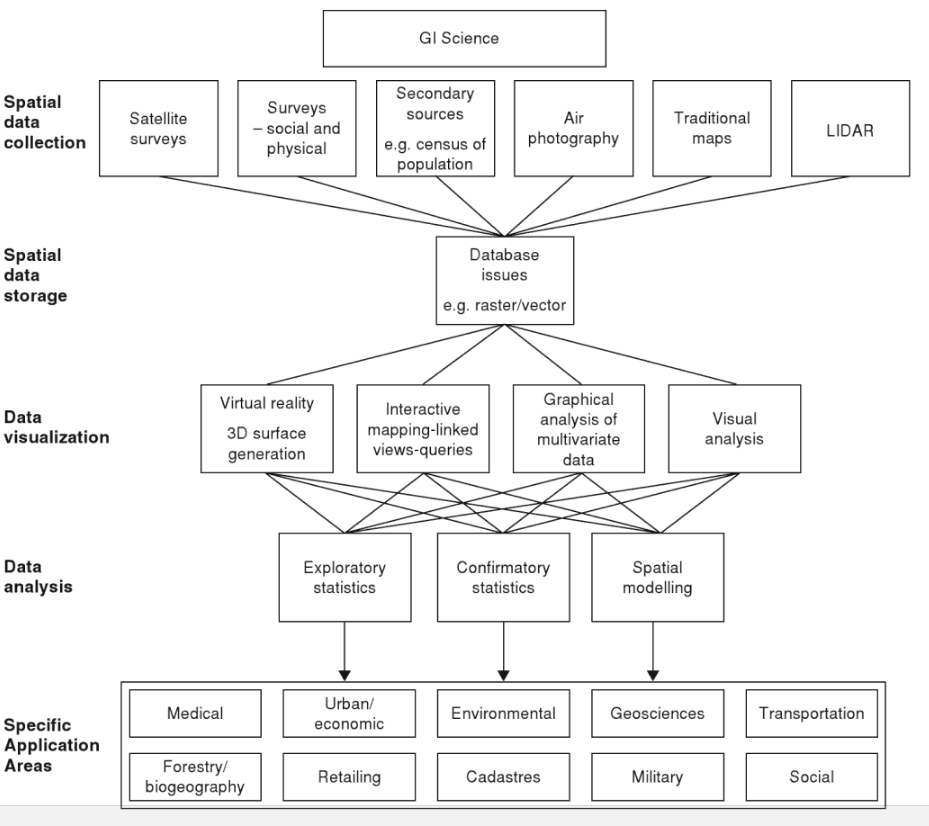 GI Science
Spatial
data
collection
Satellite
surveys
Surveys
– social and
physical
Secondary
sources
e.g. census of
population
Air
photography
Traditional
maps
LIDAR
Spatial
data
storage
Database
issues
e.g. raster/vector
Data
visualization
Virtual reality
3D surface
generation
Interactive
mapping-linked
views-queries
Graphical
analysis of
multivariate
data
Visual
analysis
Data
analysis
Exploratory
statistics
Confirmatory
statistics
Spatial
modelling
Specific
Application
Areas
Medical
Urban/
economic
Environmental
Geosciences
Transportation
Forestry/
biogeography
Retailing
Cadastres
Military
Social